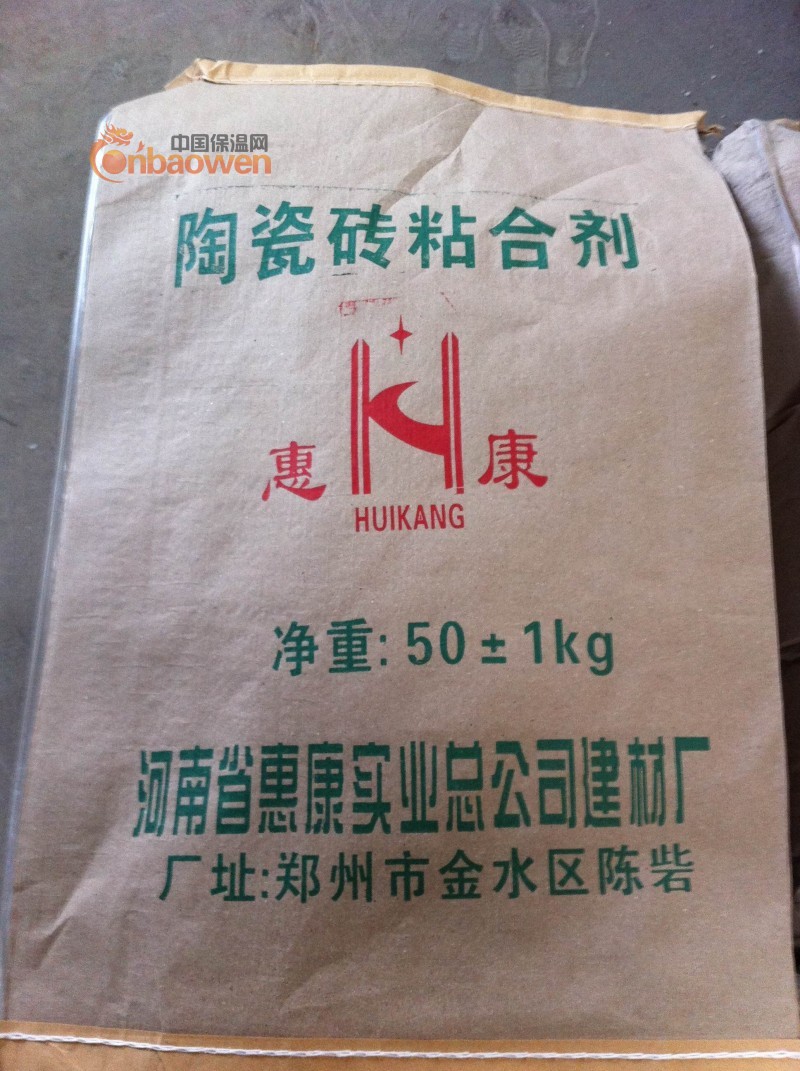 中国保温网
Cnbaowen
陶瓷砖粘合剂
惠 康
HUIKANG
净重: 50±1kg
河南省惠康实业总公司建材厂
厂址:郑州市金水区陈砦